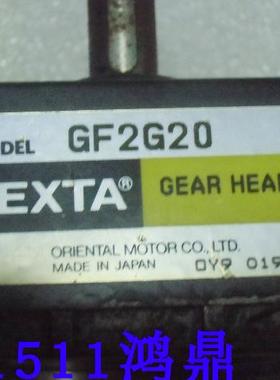 DEL GF2G20
EXTA® GEAR HEA
ORIENTAL MOTOR CO., LTD.
MADE IN JAPAN 0Y9 019
1511鸿鼎